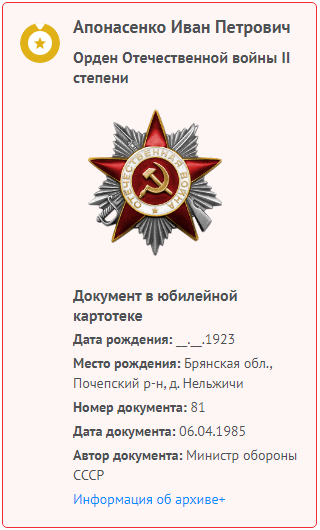 Апонасенко Иван Петрович
Орден Отечественной войны II
степени
ОТЕЧЕСТВЕННАЯ ВОЙНА
Документ в юбилейной
картотеке
Дата рождения: __.__.1923
Место рождения: Брянская обл.,
Почепский р-н, д. Нельжичи
Номер документа: 81
Дата документа: 06.04.1985
Автор документа: Министр обороны
СССР
Информация об архиве+